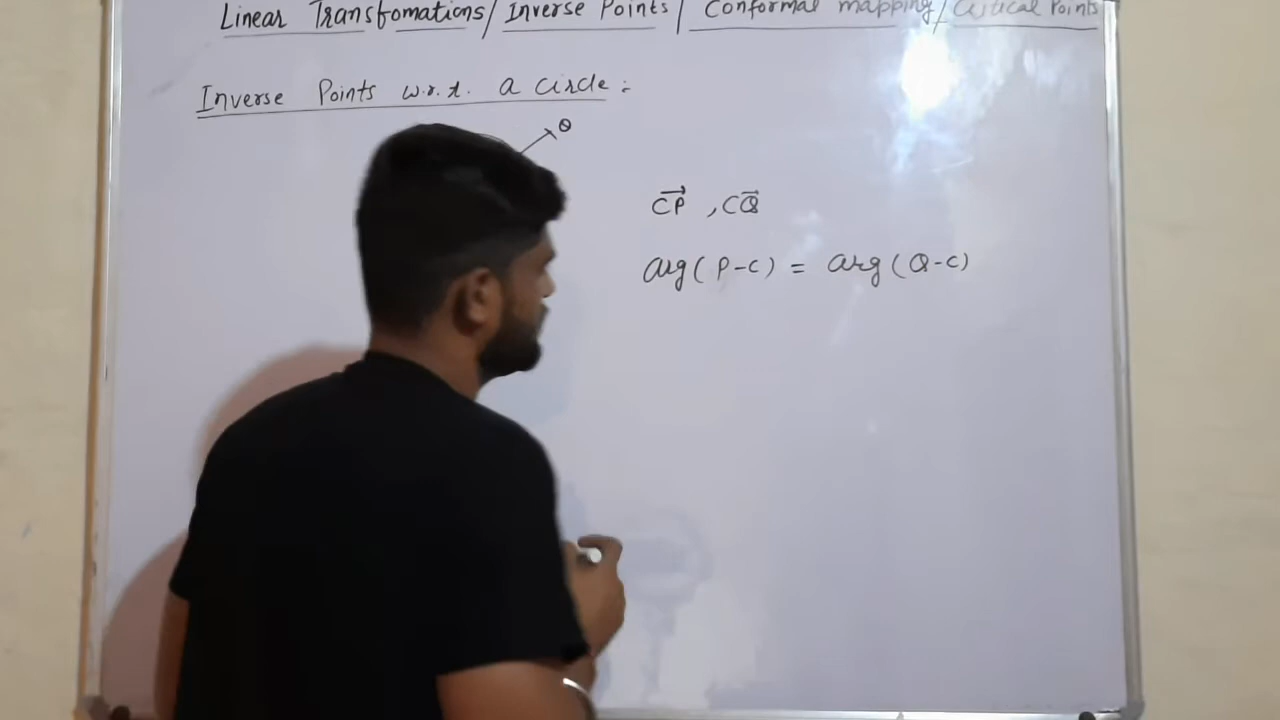 Linear Transfomations / Inverse Points / Conformal mapping / Critical Points
Inverse Points w.r.t. a circle :
Q
CP⃗ , CQ⃗
arg(P-C) = arg(Q-C)